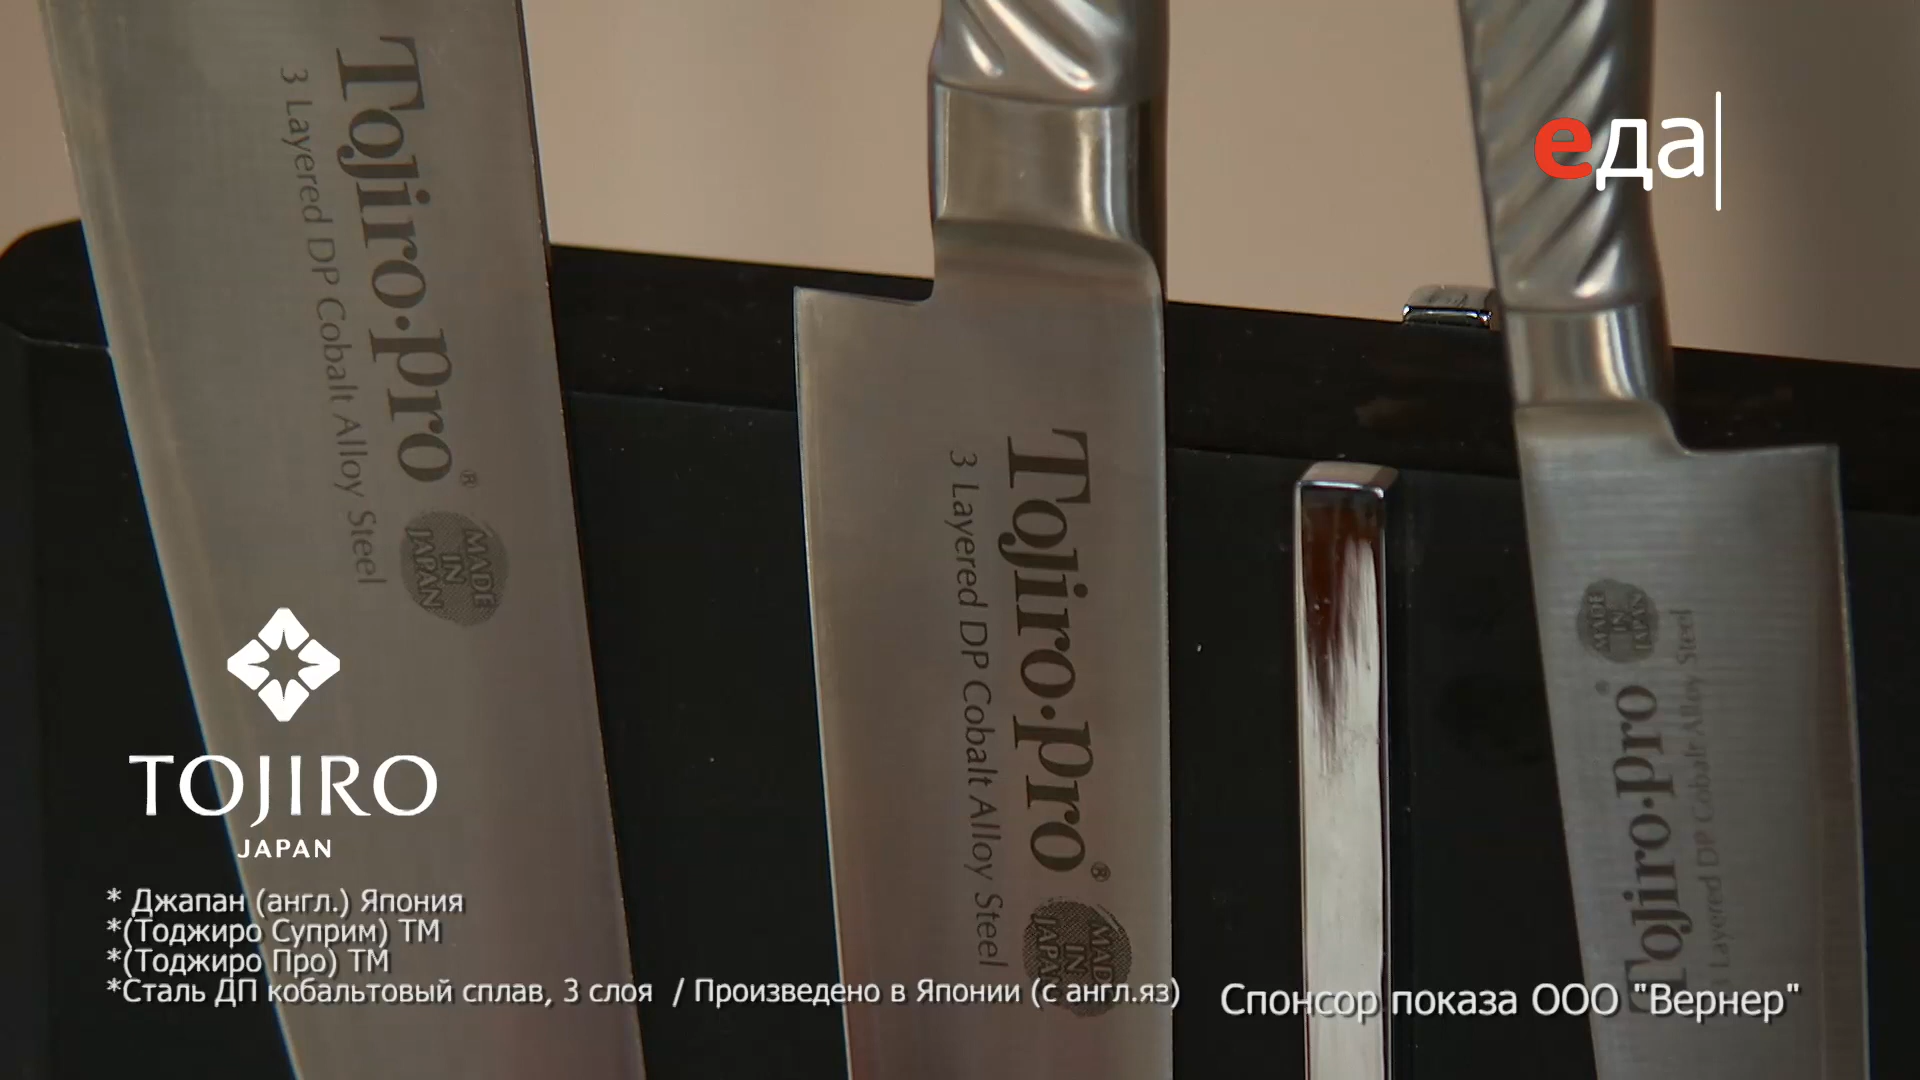 Tojiro.pro®
3 Layered DP Cobalt Alloy Steel
MADE
IN
JAPAN
Tojiro.pro®
3 Layered DP Cobalt Alloy Steel
MADE
IN
JAPAN
Tojiro.pro®
3 Layered DP Cobalt Alloy Steel
MADE
IN
JAPAN
еда
TOJIRO
JAPAN
* Джапан (англ.) Япония
*(Тоджиро Суприм) ТМ
*(Тоджиро Про) ТМ
*Сталь ДП кобальтовый сплав, 3 слоя / Произведено в Японии (с англ.яз)
Спонсор показа ООО "Вернер"